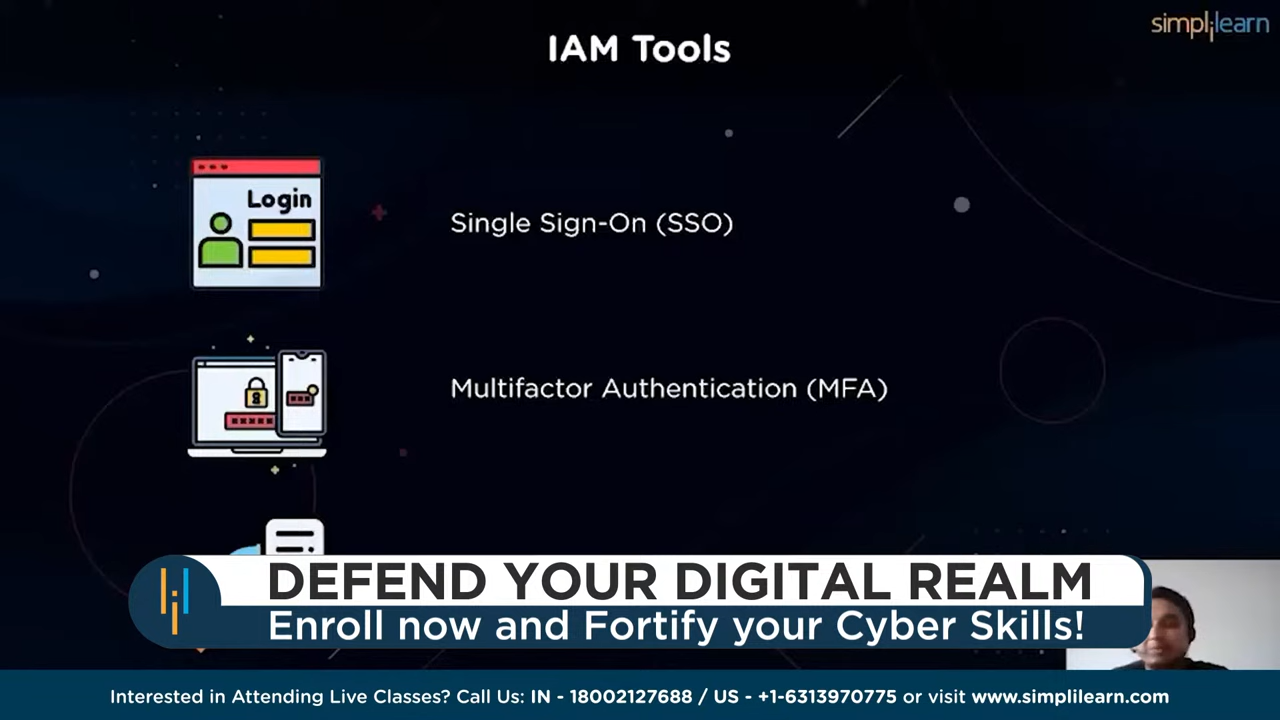 simplilearn
IAM Tools
Login
Single Sign-On (SSO)
Multifactor Authentication (MFA)
DEFEND YOUR DIGITAL REALM
Enroll now and Fortify your Cyber Skills!
Interested in Attending Live Classes? Call Us: IN - 18002127688 / US - +1-6313970775 or visit www.simplilearn.com